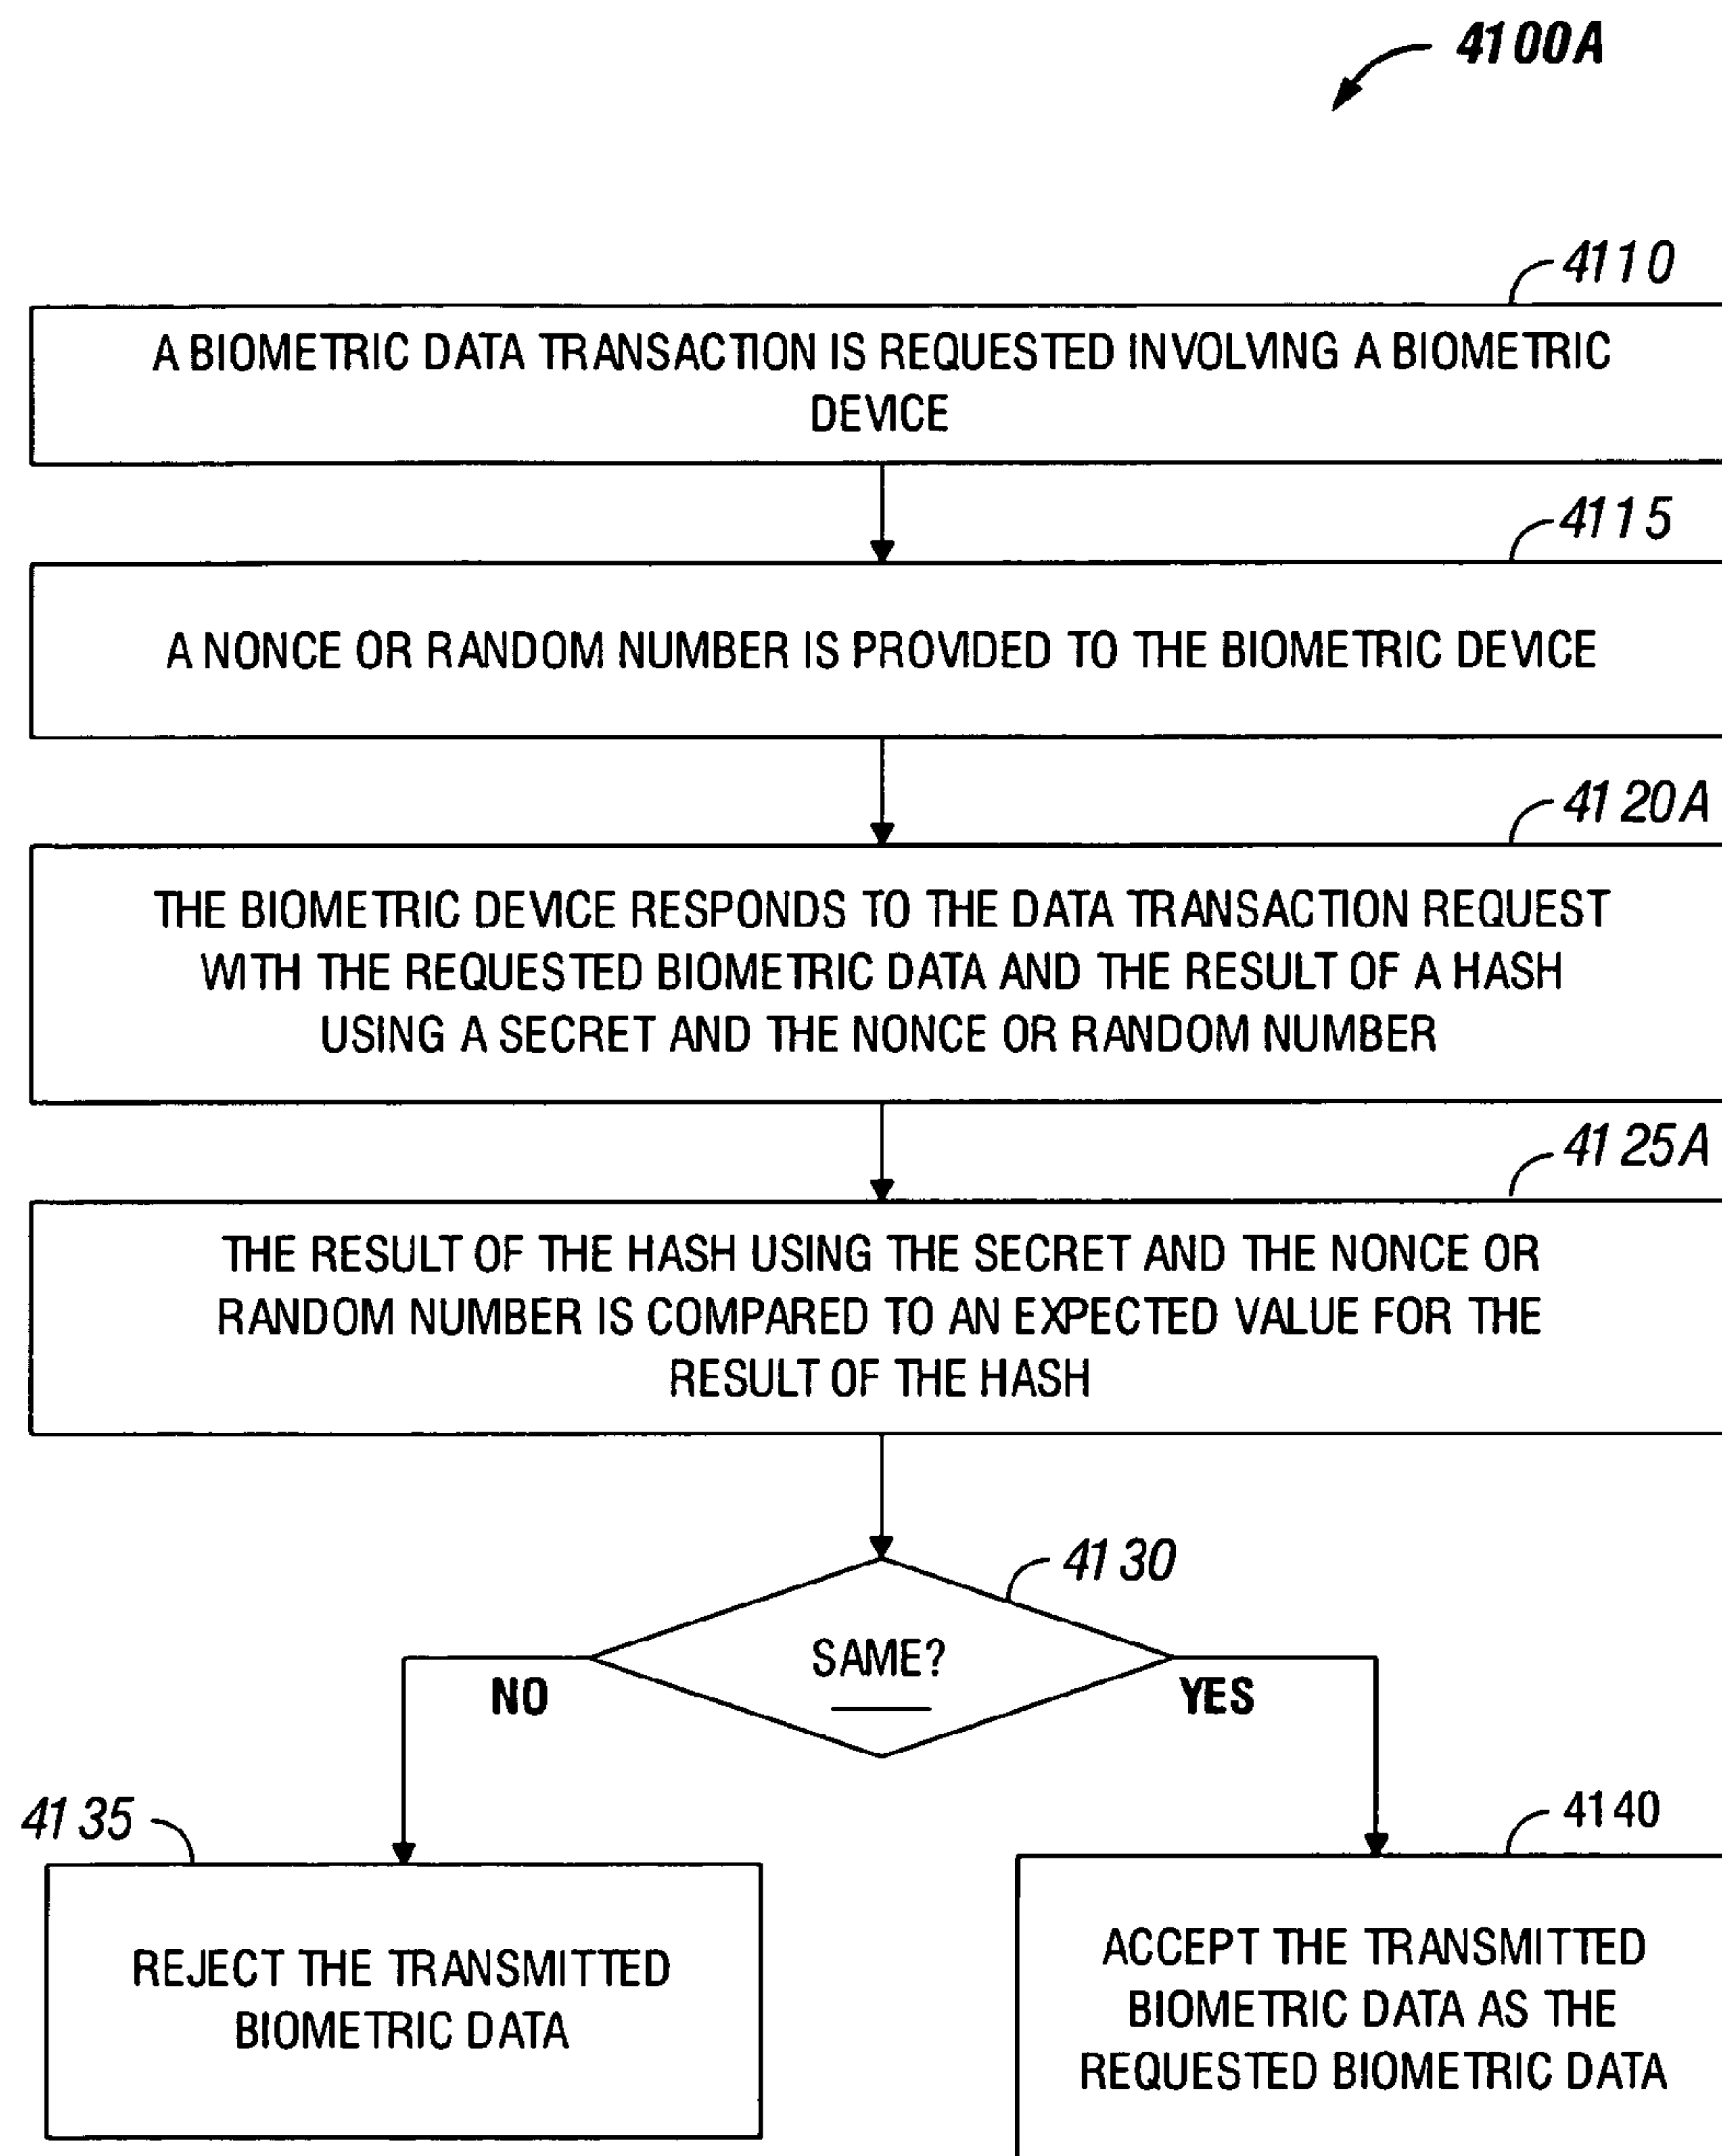 4100A
4110
A BIOMETRIC DATA TRANSACTION IS REQUESTED INVOLVING A BIOMETRIC
DEVICE
4115
A NONCE OR RANDOM NUMBER IS PROVIDED TO THE BIOMETRIC DEVICE
4120A
THE BIOMETRIC DEVICE RESPONDS TO THE DATA TRANSACTION REQUEST
WITH THE REQUESTED BIOMETRIC DATA AND THE RESULT OF A HASH
USING A SECRET AND THE NONCE OR RANDOM NUMBER
4125A
THE RESULT OF THE HASH USING THE SECRET AND THE NONCE OR
RANDOM NUMBER IS COMPARED TO AN EXPECTED VALUE FOR THE
RESULT OF THE HASH
4130
SAME?
NO
YES
4135
REJECT THE TRANSMITTED
BIOMETRIC DATA
4140
ACCEPT THE TRANSMITTED
BIOMETRIC DATA AS THE
REQUESTED BIOMETRIC DATA